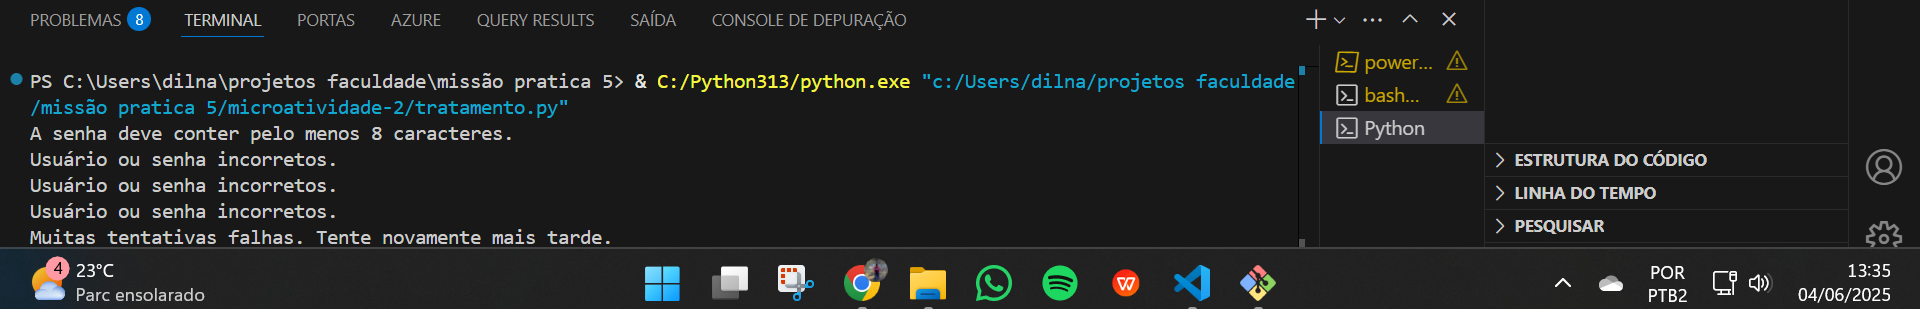 PROBLEMAS 8 TERMINAL PORTAS AZURE QUERY RESULTS SAÍDA CONSOLE DE DEPURAÇÃO
PS C:\Users\dilna\projetos faculdade\missão pratica 5> & C:/Python313/python.exe "c:/Users/dilna/projetos faculdade
/missão pratica 5/microatividade-2/tratamento.py"
A senha deve conter pelo menos 8 caracteres.
Usuário ou senha incorretos.
Usuário ou senha incorretos.
Usuário ou senha incorretos.
Muitas tentativas falhas. Tente novamente mais tarde.
power...
bash...
Python
ESTRUTURA DO CÓDIGO
LINHA DO TEMPO
PESQUISAR
4
23°C
Parc ensolarado
W
POR
PTB2
13:35
04/06/2025